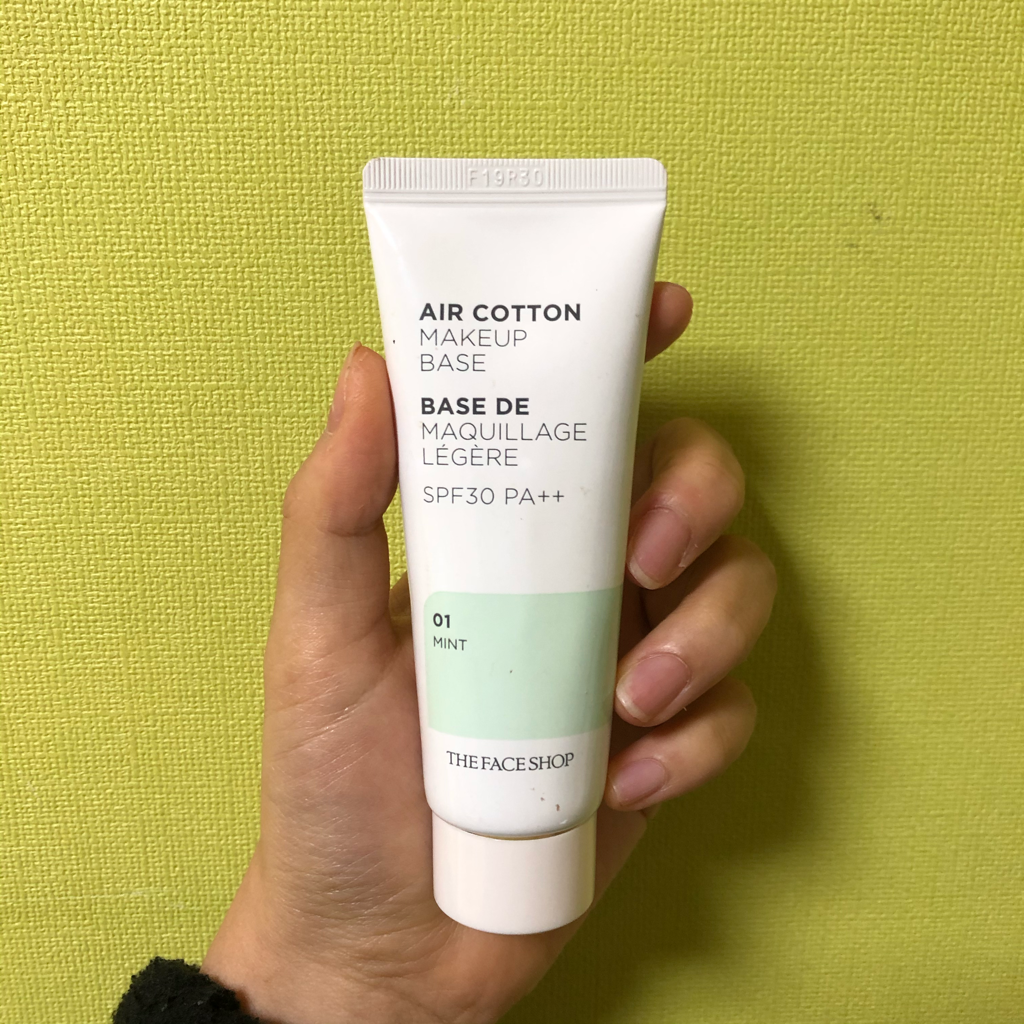 F19P30
AIR COTTON
MAKEUP
BASE
BASE DE
MAQUILLAGE
LÉGÈRE
SPF30 PA++
01
MINT
THE FACE SHOP